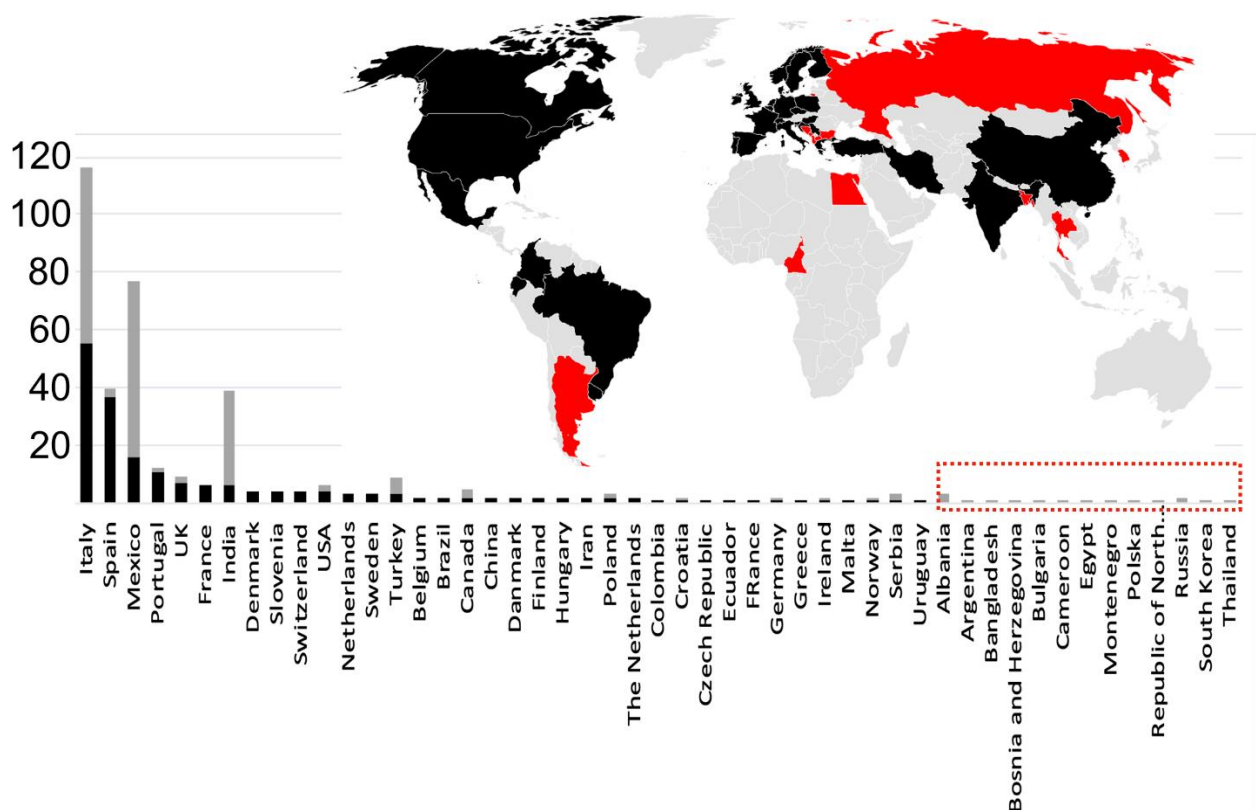 120
100
80
60
40
20
Italy
Spain
Mexico
Portugal
UK
France
India
Denmark
Slovenia
Switzerland
USA
Netherlands
Sweden
Turkey
Belgium
Brazil
Canada
China
Danmark
Finland
Hungary
Iran
Poland
The Netherlands
Colombia
Croatia
Czech Republic
Ecuador
FRance
Germany
Greece
Ireland
Malta
Norway
Serbia
Uruguay
Albania
Argentina
Bangladesh
Bosnia and Herzegovina
Bulgaria
Cameroon
Egypt
Montenegro
Polska
Republic of North...
Russia
South Korea
Thailand